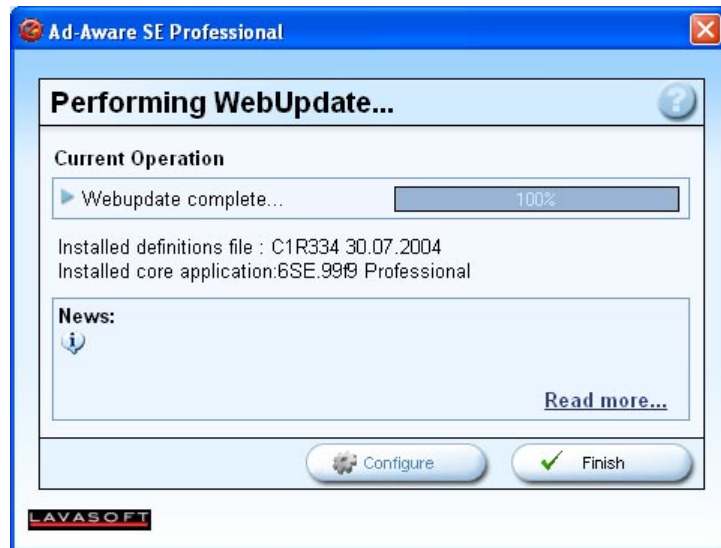 Ad-Aware SE Professional
Performing WebUpdate...
Current Operation
Webupdate complete...
100%
Installed definitions file : C1R334 30.07.2004
Installed core application:6SE.99f9 Professional
News:
Read more...
Configure
Finish
LAVASOFT